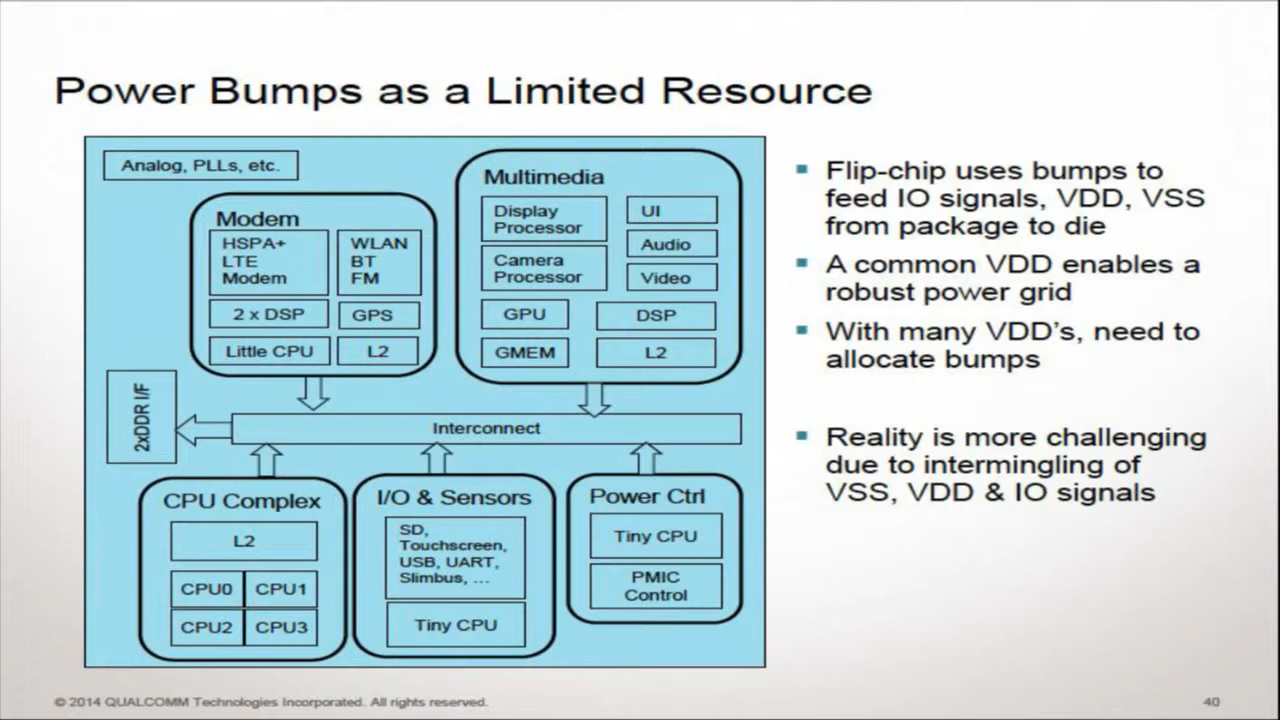 Power Bumps as a Limited Resource
Analog, PLLs, etc.
Modem
HSPA+
LTE
Modem
WLAN
BT
FM
2 x DSP
GPS
Little CPU
L2
Multimedia
Display
Processor
UI
Audio
Camera
Processor
Video
GPU
DSP
GMEM
L2
2xDDR I/F
Interconnect
CPU Complex
L2
CPU0
CPU1
CPU2
CPU3
I/O & Sensors
SD,
Touchscreen,
USB, UART,
Slimbus, ...
Tiny CPU
Power Ctrl
Tiny CPU
PMIC
Control
Flip-chip uses bumps to
feed IO signals, VDD, VSS
from package to die
A common VDD enables a
robust power grid
With many VDD's, need to
allocate bumps
Reality is more challenging
due to intermingling of
VSS, VDD & IO signals
© 2014 QUALCOMM Technologies Incorporated. All rights reserved.
40